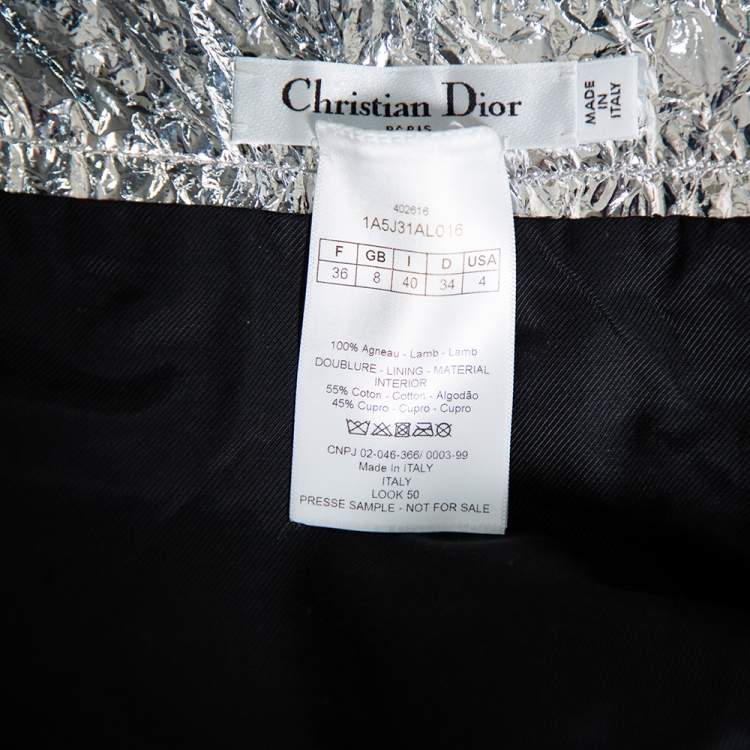 Christian Dior
PARIS
MADE
IN
ITALY
402616
1A5J31AL016
F GB I D USA
36 8 40 34 4
100% Agneau - Lamb - Lamb
DOUBLURE - LINING - MATERIAL
INTERIOR
55% Coton - Cotton - Algodão
45% Cupro - Cupro - Cupro
CNPJ 02-046-366/ 0003-99
Made In ITALY
ITALY
LOOK 50
PRESSE SAMPLE - NOT FOR SALE